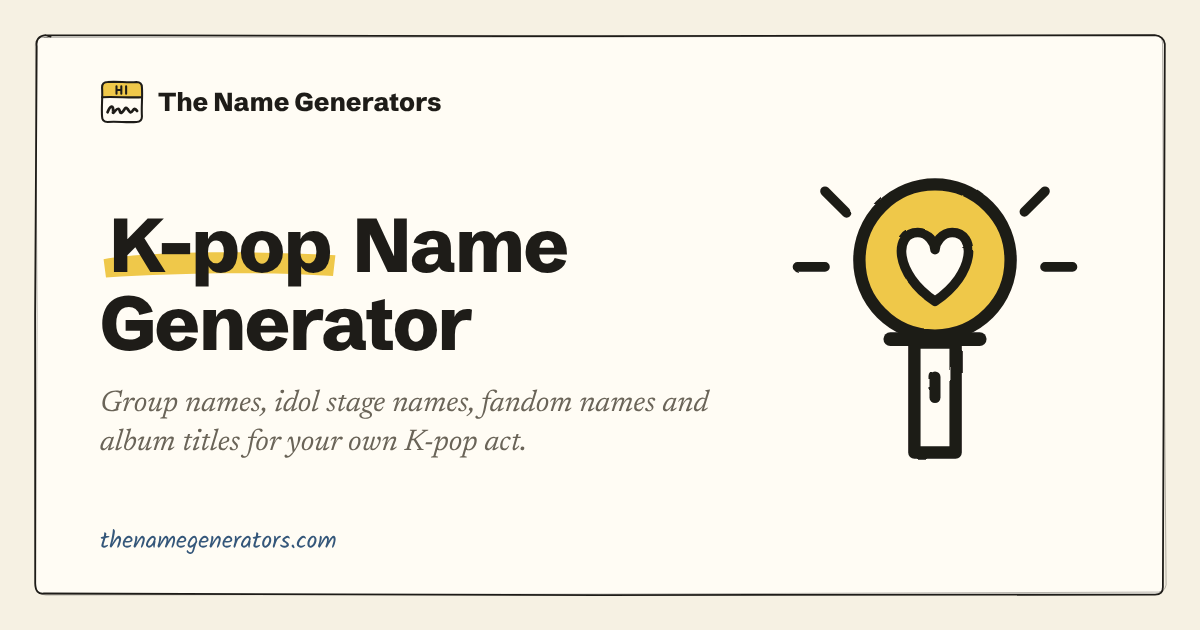 HI
The Name Generators
K-pop Name
Generator
Group names, idol stage names, fandom names and
album titles for your own K-pop act.
thenamegenerators.com